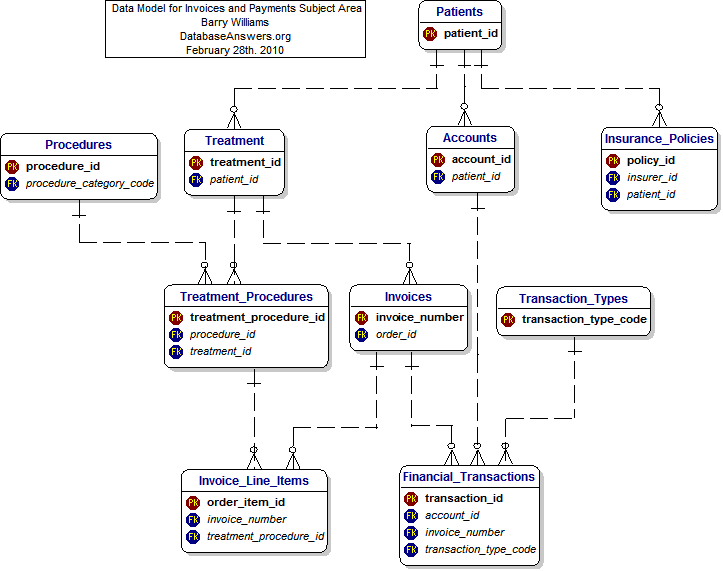 Data Model for Invoices and Payments Subject Area
Barry Williams
DatabaseAnswers.org
February 28th. 2010
Patients
Pk patient_id
Procedures
Pk procedure_id
Fk procedure_category_code
Treatment
Pk treatment_id
Fk patient_id
Accounts
Pk account_id
Fk patient_id
Insurance_Policies
Pk policy_id
Fk insurer_id
Fk patient_id
Treatment_Procedures
Pk treatment_procedure_id
Fk procedure_id
Fk treatment_id
Invoices
Pk invoice_number
Fk order_id
Transaction_Types
Pk transaction_type_code
Invoice_Line_Items
Pk order_item_id
Fk invoice_number
Fk treatment_procedure_id
Financial_Transactions
Pk transaction_id
Fk account_id
Fk invoice_number
Fk transaction_type_code